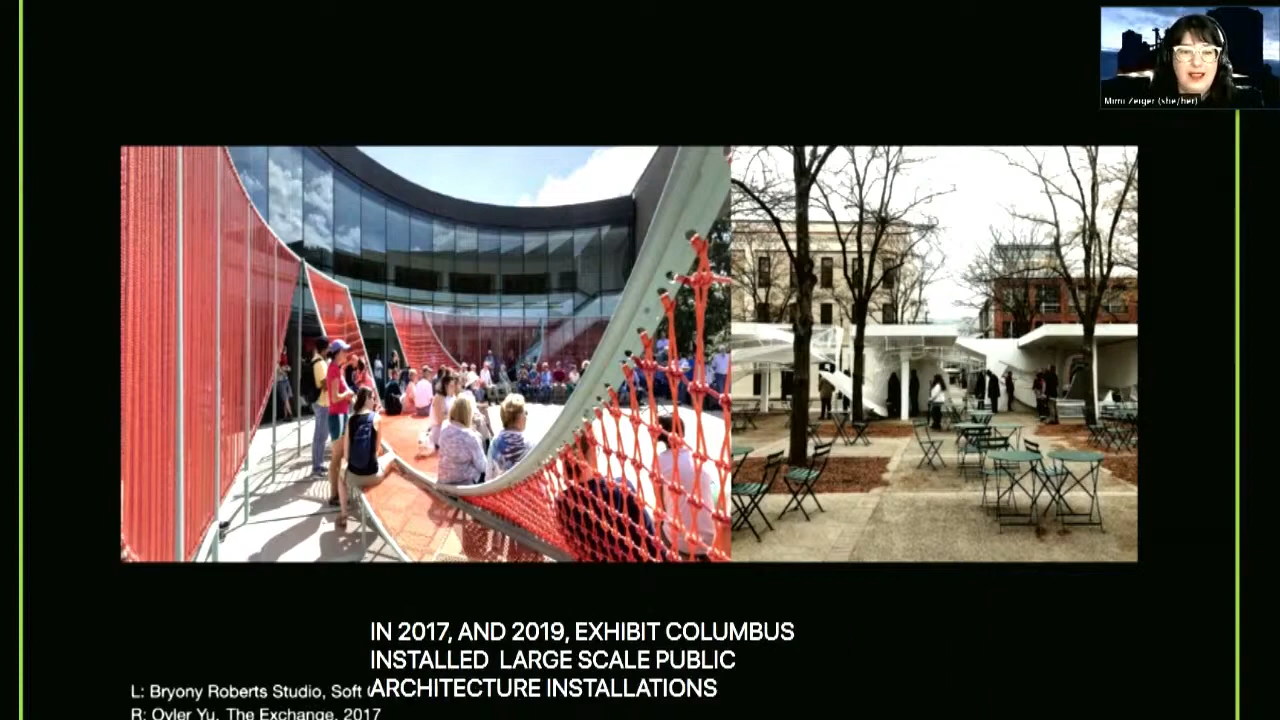 Mimi Zeiger (she/her)
IN 2017, AND 2019, EXHIBIT COLUMBUS
INSTALLED LARGE SCALE PUBLIC
ARCHITECTURE INSTALLATIONS
L: Bryony Roberts Studio, Soft
R: Oyler Yu, The Exchange, 2017